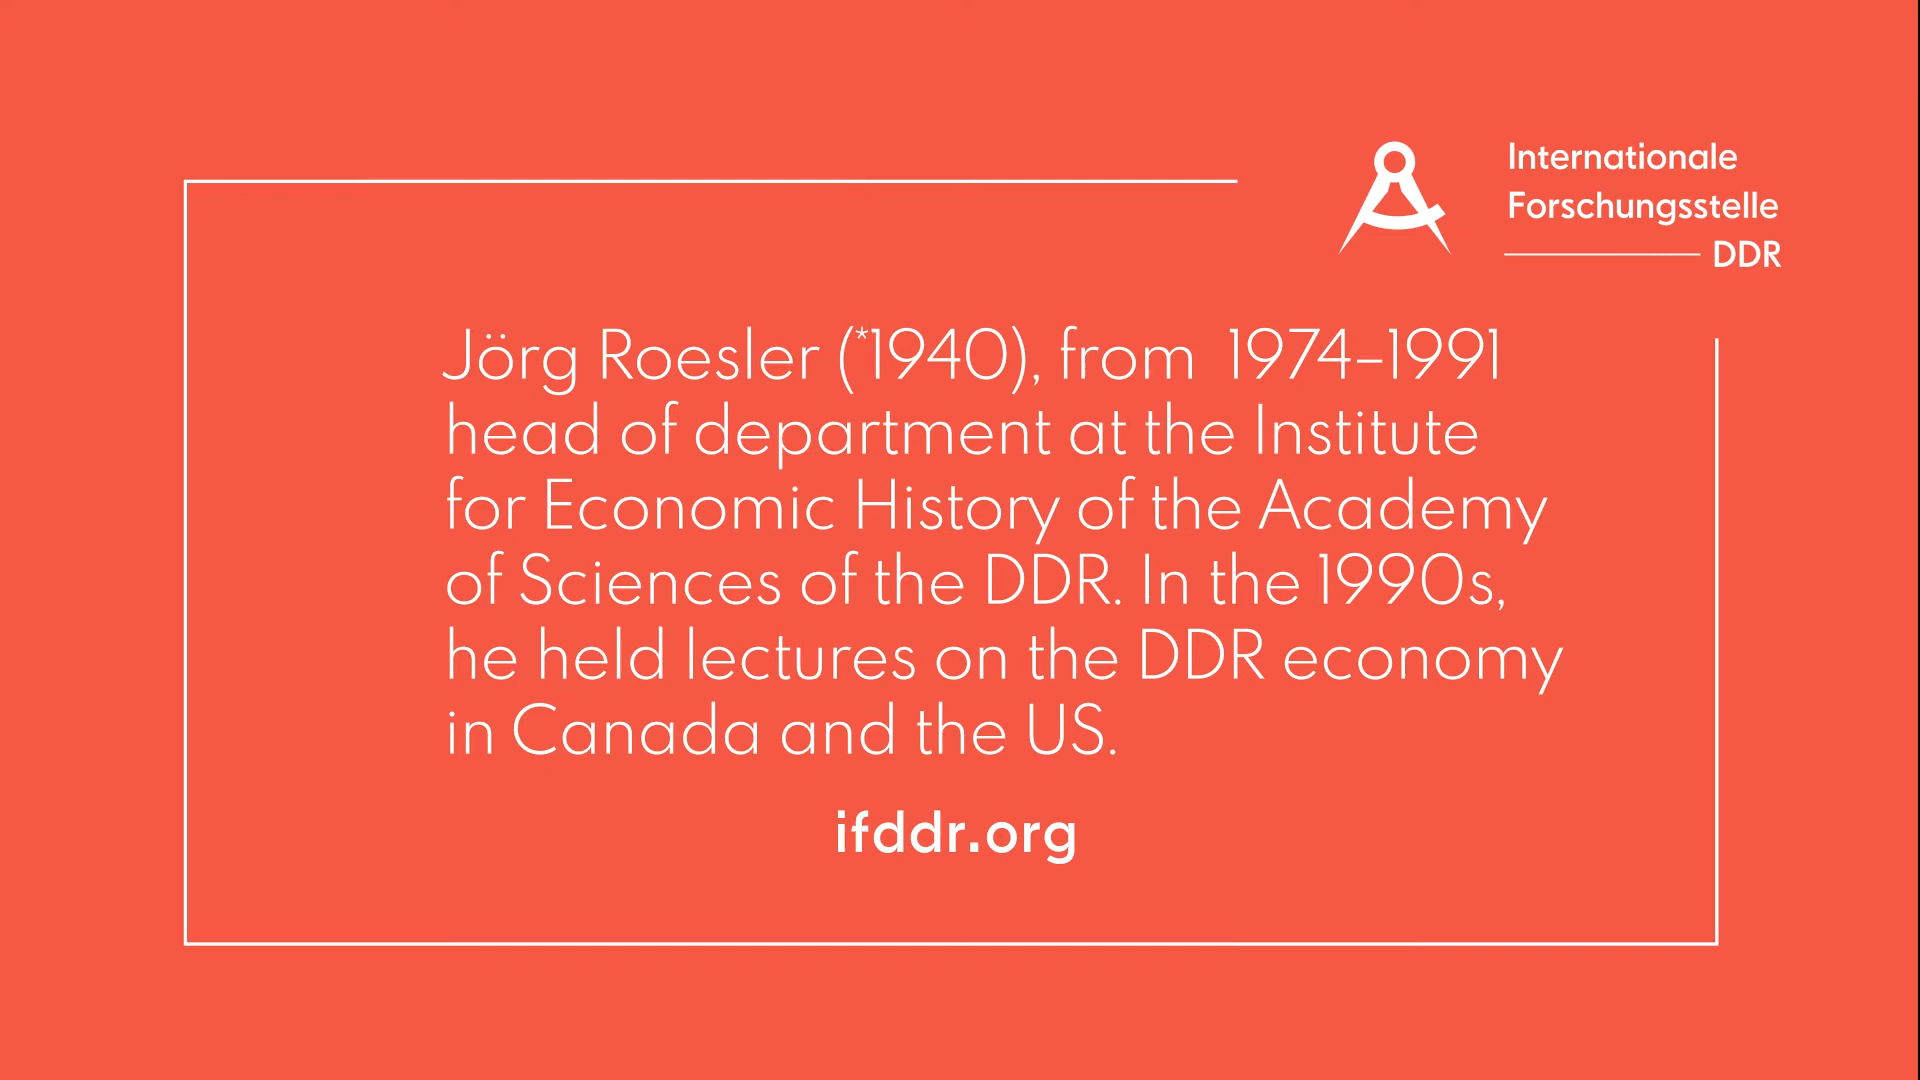 Internationale
Forschungsstelle
DDR
Jörg Roesler (*1940), from 1974–1991
head of department at the Institute
for Economic History of the Academy
of Sciences of the DDR. In the 1990s,
he held lectures on the DDR economy
in Canada and the US.
ifddr.org